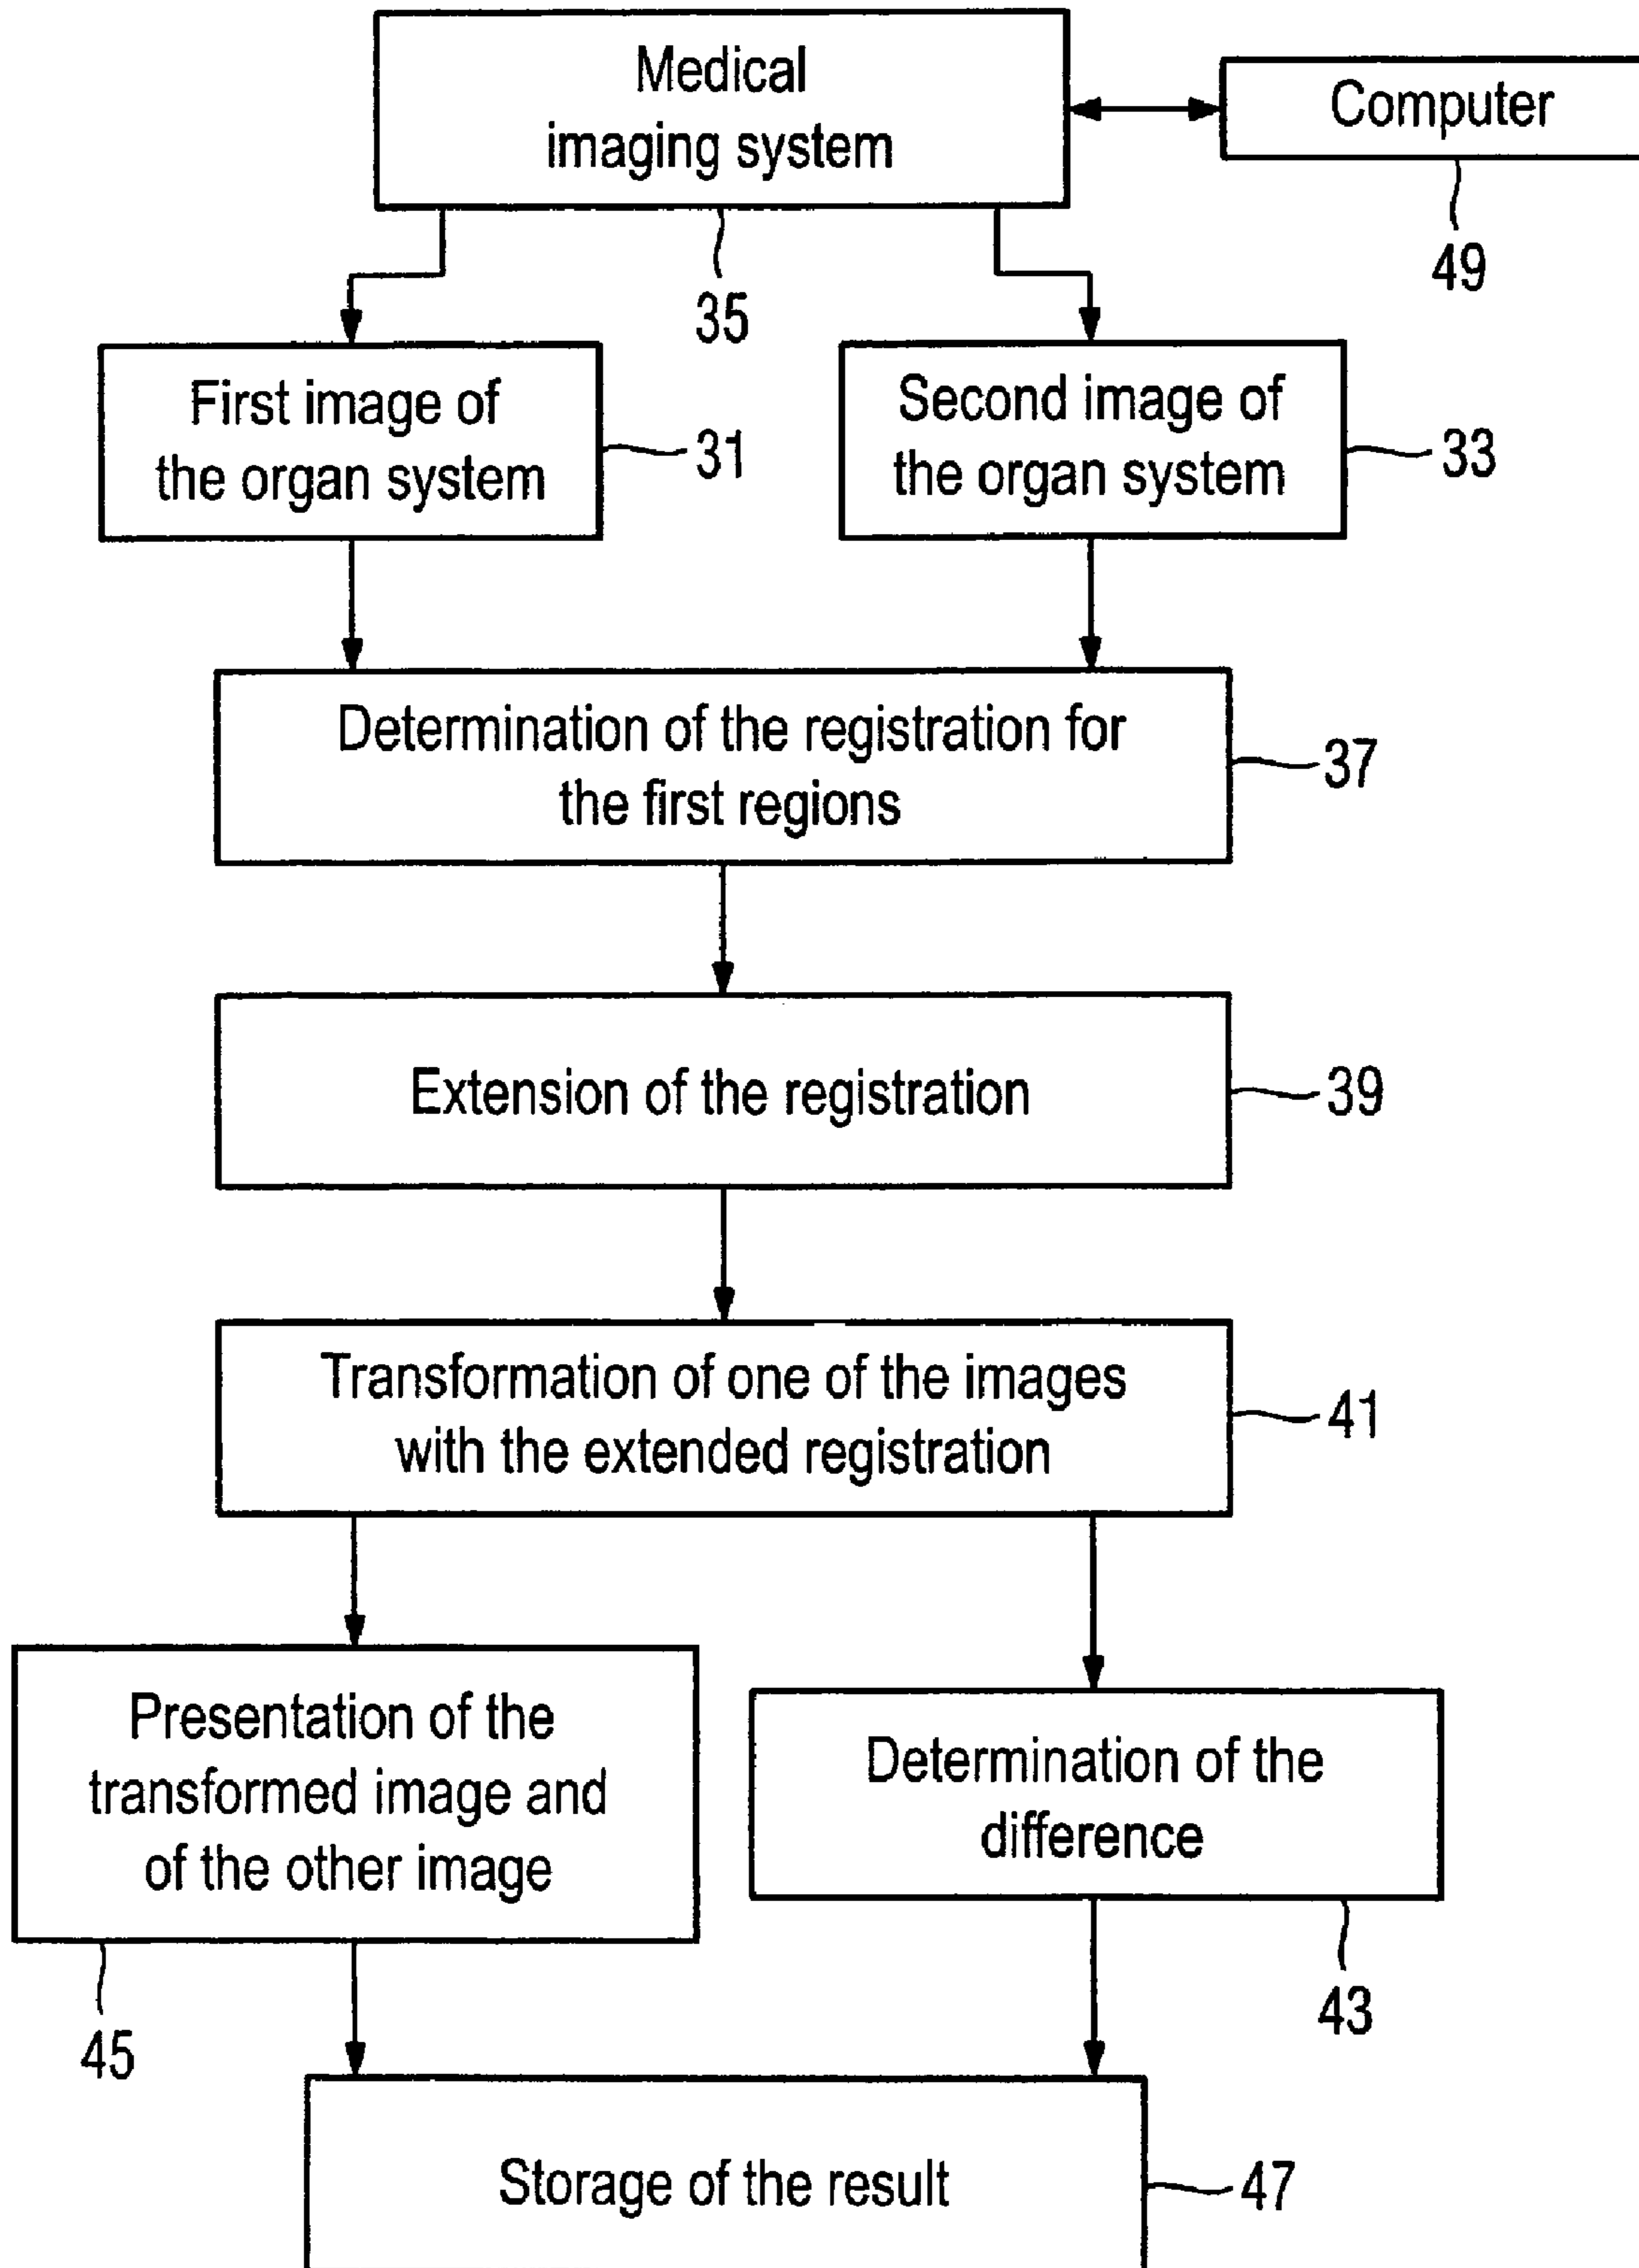 Medical
imaging system
Computer
49
35
First image of
the organ system
31
Second image of
the organ system
33
Determination of the registration for
the first regions
37
Extension of the registration
39
Transformation of one of the images
with the extended registration
41
Presentation of the
transformed image and
of the other image
45
Determination of the
difference
43
Storage of the result
47